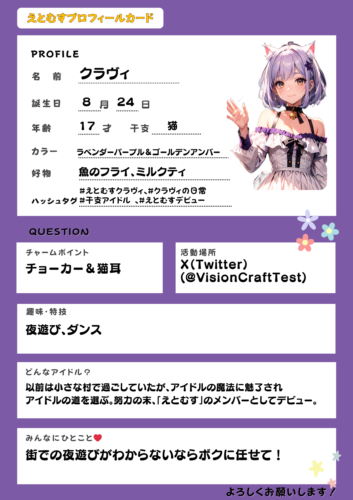 えとむすプロフィールカード
PROFILE
名 前 クラヴィ
誕生日 8 月 24 日
年齢 17 才 干支 猫
カラー ラベンダーパープル&ゴールデンアンバー
好物 魚のフライ、ミルクティ
#えとむすクラヴィ、#クラヴィの日常
ハッシュタグ #干支アイドル 、#えとむすデビュー
QUESTION
チャームポイント
チョーカー&猫耳
活動場所
X(Twitter)
(@VisionCraftTest)
趣味・特技
夜遊び、ダンス
どんなアイドル?
以前は小さな村で過ごしていたが、アイドルの魔法に魅了され
アイドルの道を選ぶ。努力の末、「えとむす」のメンバーとしてデビュー。
みんなにひとこと❤
街での夜遊びがわからないならボクに任せて!
よろしくお願いします!